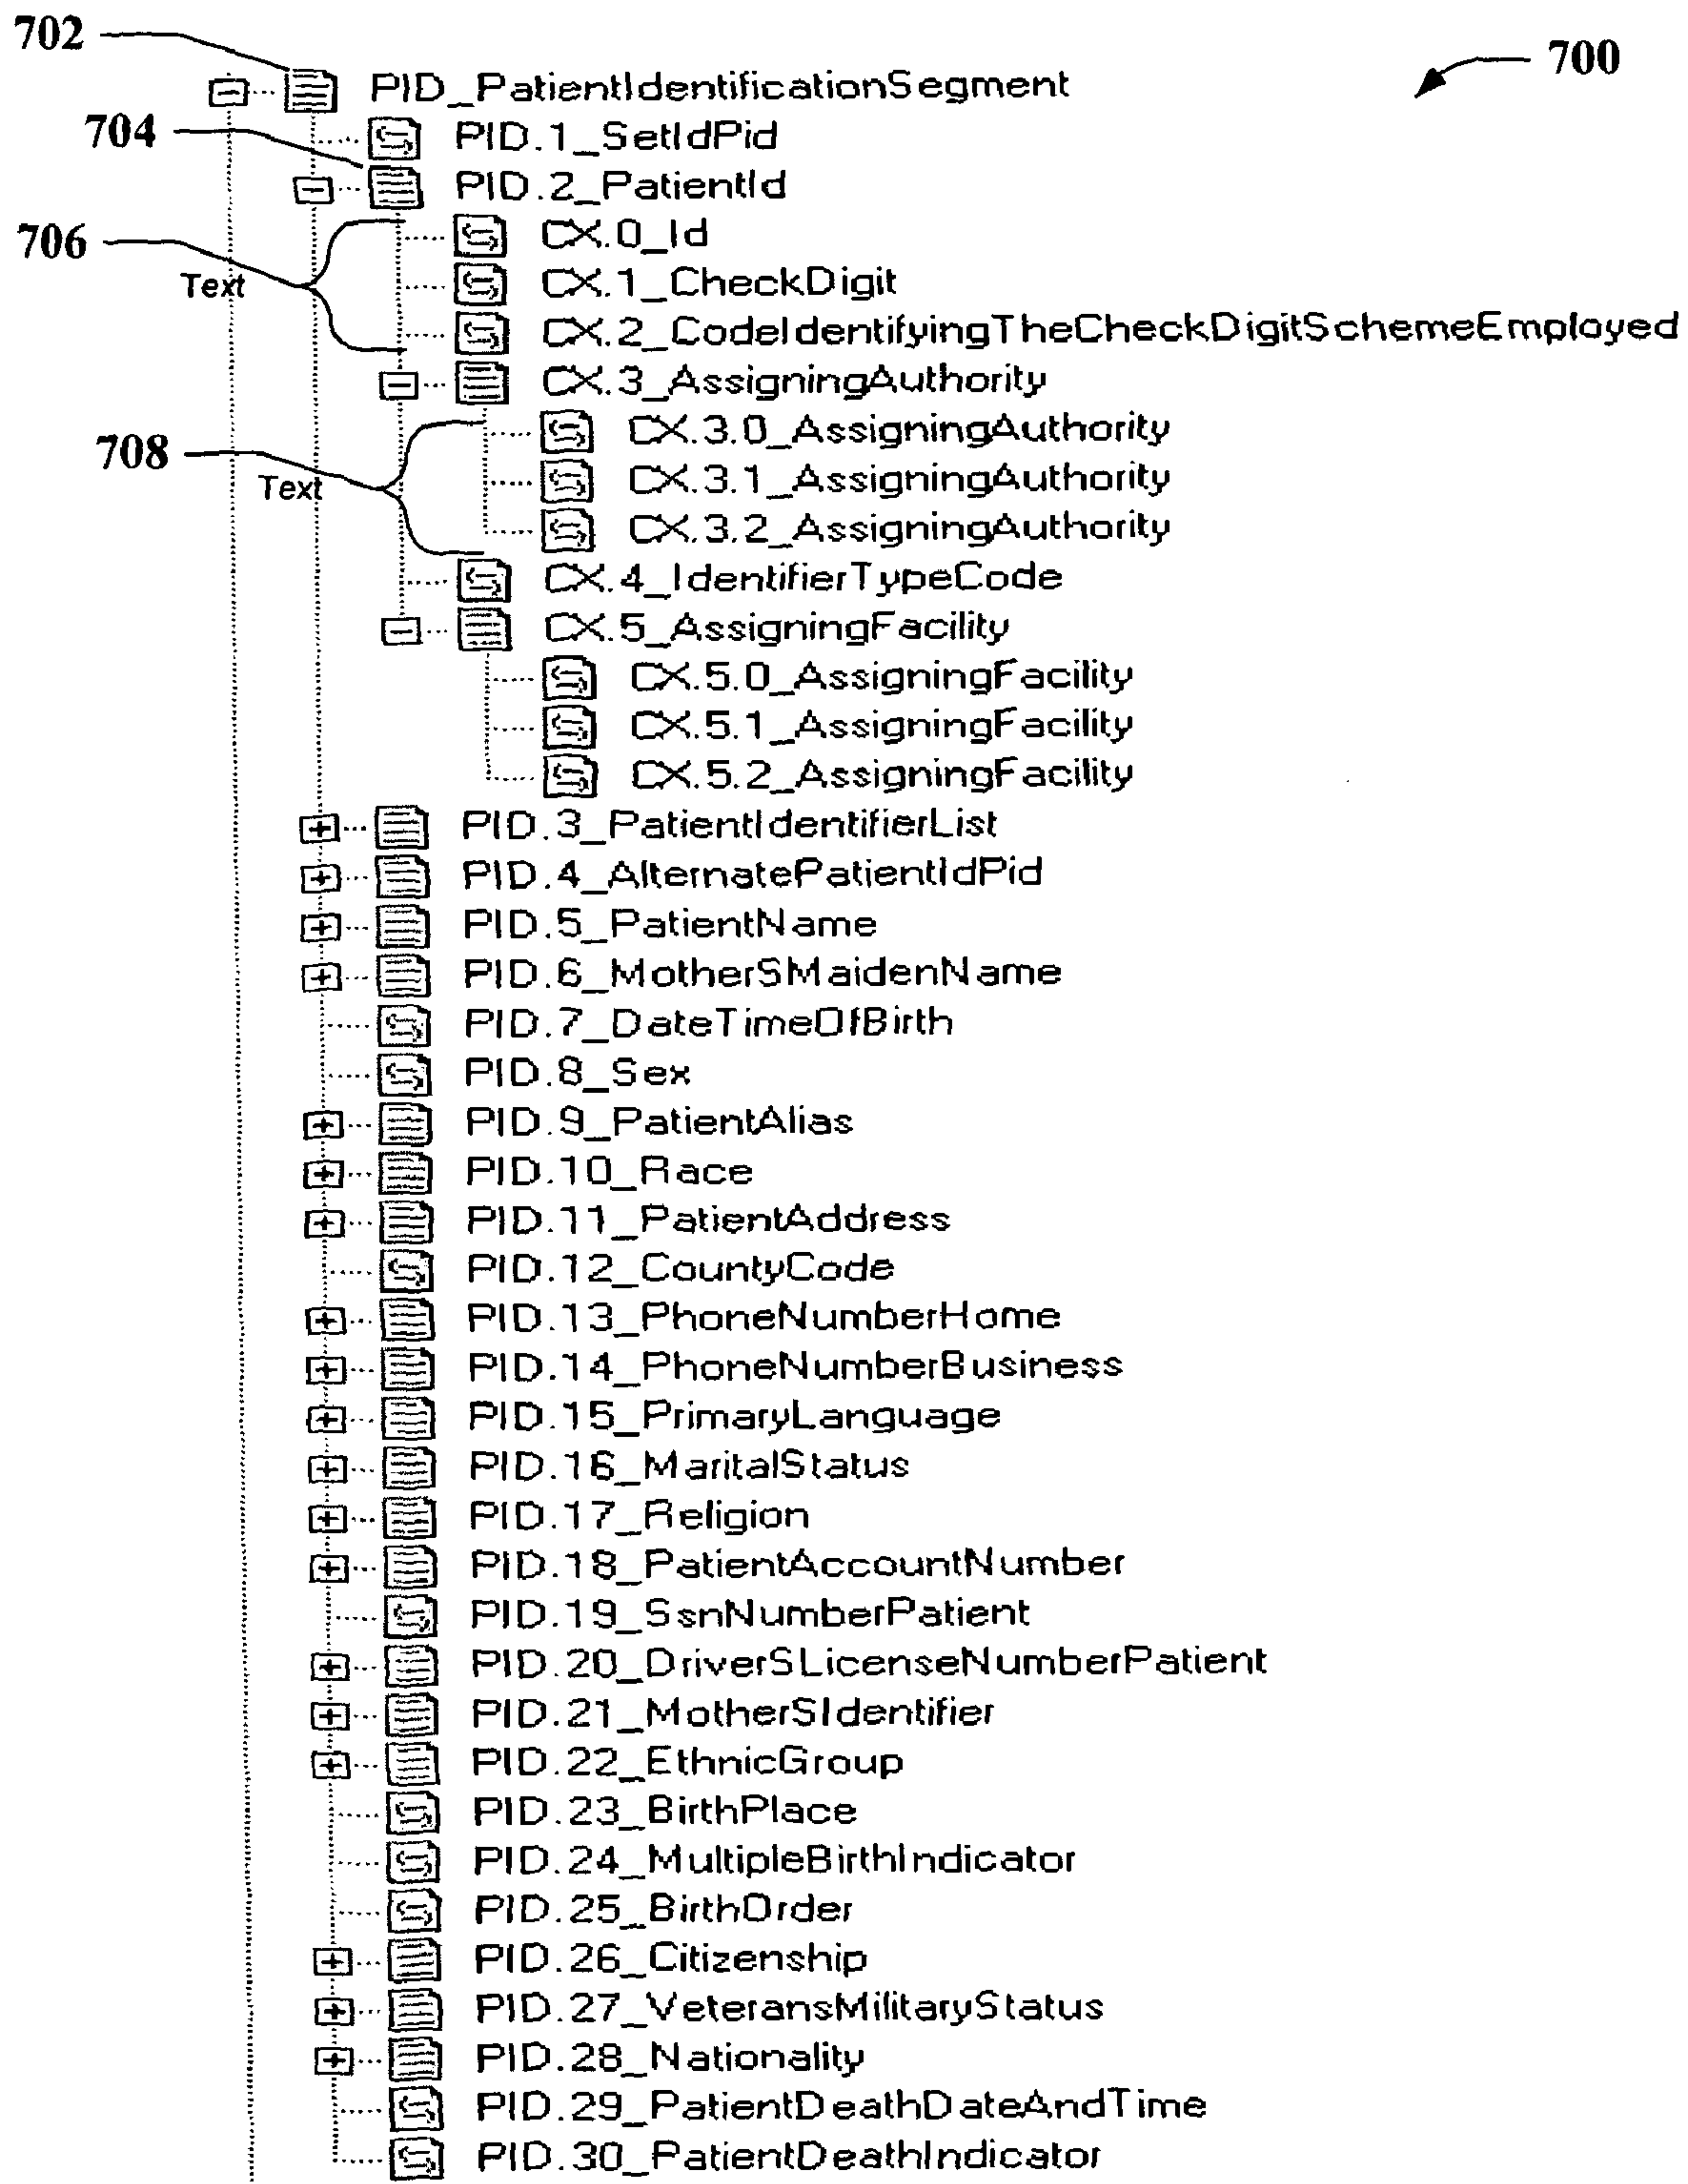 702
700
PID_PatientIdentificationSegment
704
PID.1_SetIdPid
PID.2_PatientId
706
Text
CX.0_Id
CX.1_CheckDigit
CX.2_CodeIdentifyingTheCheckDigitSchemeEmployed
CX.3_AssigningAuthority
708
Text
CX.3.0_AssigningAuthority
CX.3.1_AssigningAuthority
CX.3.2_AssigningAuthority
CX.4_IdentifierTypeCode
CX.5_AssigningFacility
CX.5.0_AssigningFacility
CX.5.1_AssigningFacility
CX.5.2_AssigningFacility
PID.3_PatientIdentifierList
PID.4_AlternatePatientIdPid
PID.5_PatientName
PID.6_MotherSMaidenName
PID.7_DateTimeOfBirth
PID.8_Sex
PID.9_PatientAlias
PID.10_Race
PID.11_PatientAddress
PID.12_CountyCode
PID.13_PhoneNumberHome
PID.14_PhoneNumberBusiness
PID.15_PrimaryLanguage
PID.16_MaritalStatus
PID.17_Religion
PID.18_PatientAccountNumber
PID.19_SsnNumberPatient
PID.20_DriverSLicenseNumberPatient
PID.21_MotherSIdentifier
PID.22_EthnicGroup
PID.23_BirthPlace
PID.24_MultipleBirthIndicator
PID.25_BirthOrder
PID.26_Citizenship
PID.27_VeteransMilitaryStatus
PID.28_Nationality
PID.29_PatientDeathDateAndTime
PID.30_PatientDeathIndicator